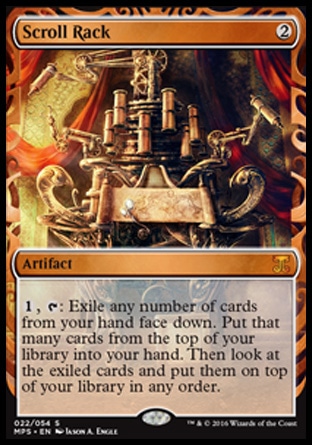 Scroll Rack 2
Artifact
1 , T: Exile any number of cards
from your hand face down. Put that
many cards from the top of your
library into your hand. Then look at
the exiled cards and put them on top
of your library in any order.
022/054 S
MPS • EN Jason A. Engle
™ & © 2016 Wizards of the Coast